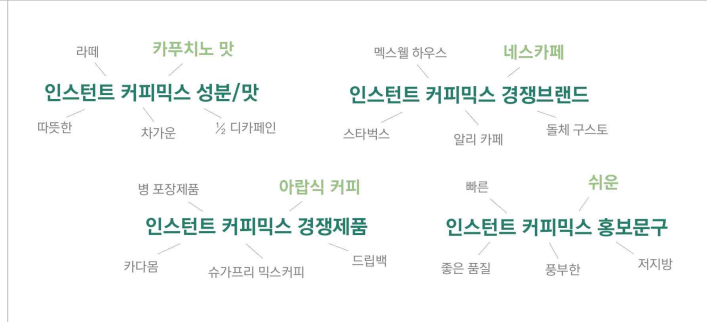 라떼
카푸치노 맛
인스턴트 커피믹스 성분/맛
따뜻한
차가운
½ 디카페인
멕스웰 하우스
네스카페
인스턴트 커피믹스 경쟁브랜드
스타벅스
알리 카페
돌체 구스토
병 포장제품
아랍식 커피
인스턴트 커피믹스 경쟁제품
카다몸
슈가프리 믹스커피
드립백
빠른
쉬운
인스턴트 커피믹스 홍보문구
좋은 품질
풍부한
저지방